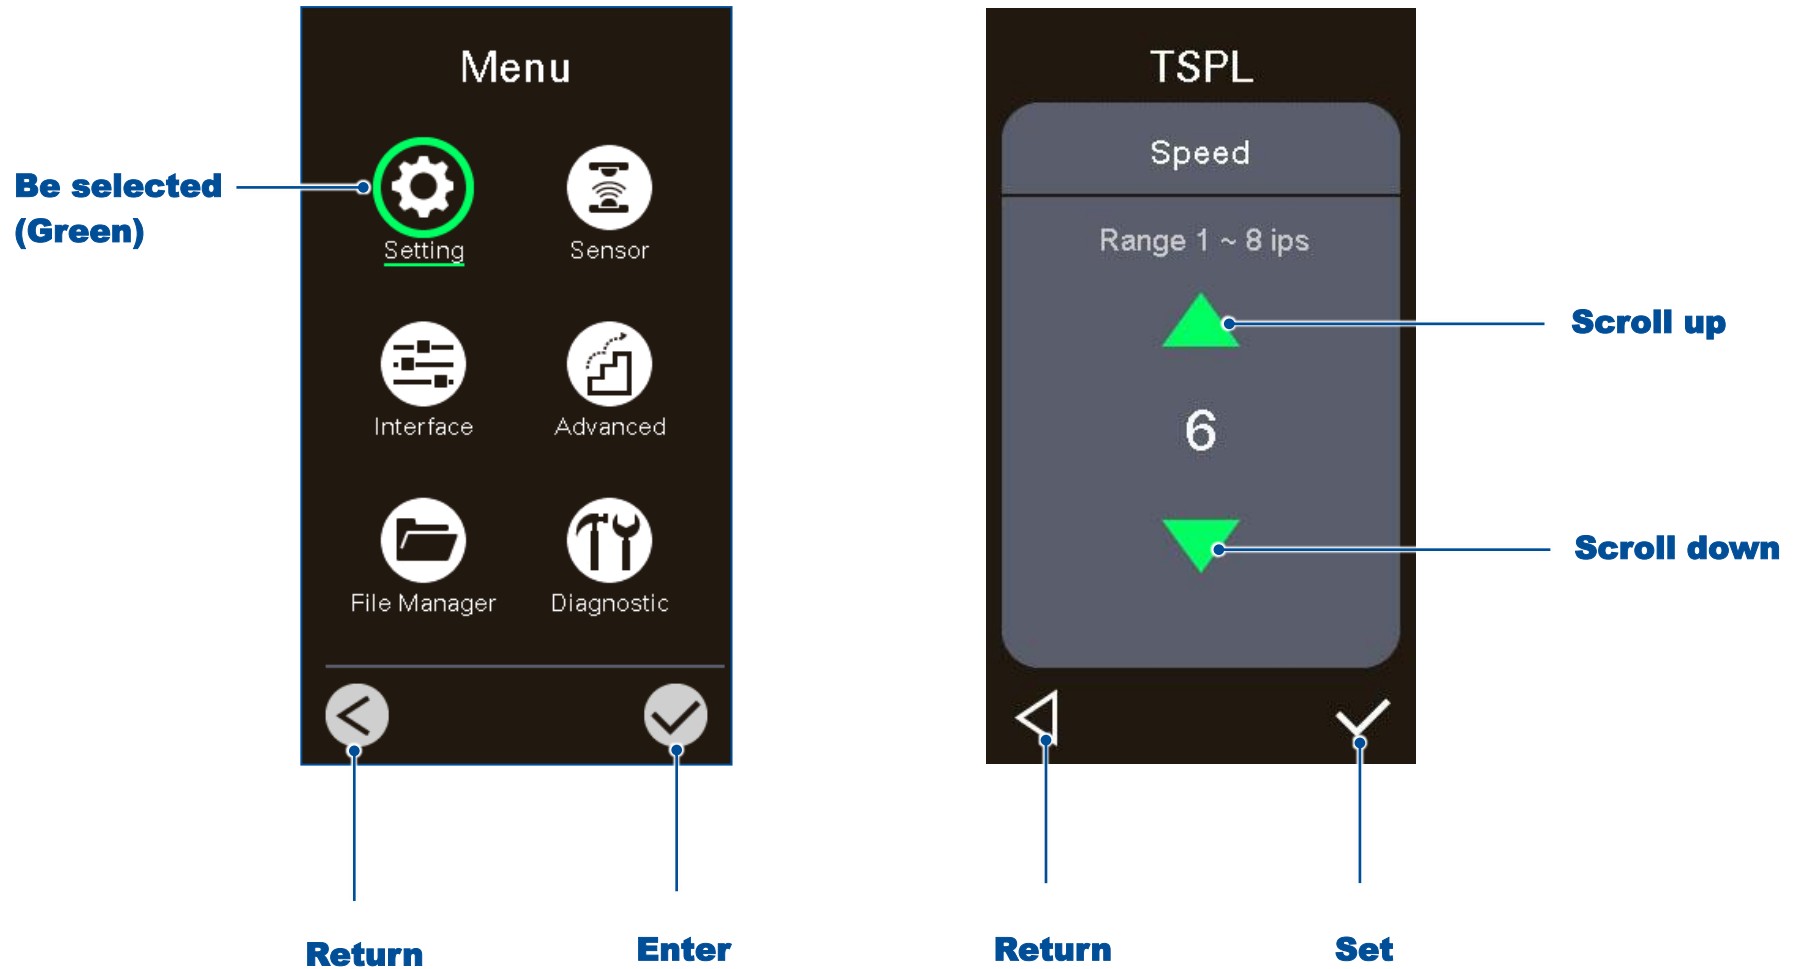 Menu
Be selected
(Green)
Setting
Sensor
Interface
Advanced
File Manager
Diagnostic
Return
Enter
TSPL
Speed
Range 1 ~ 8 ips
Scroll up
6
Scroll down
Return
Set